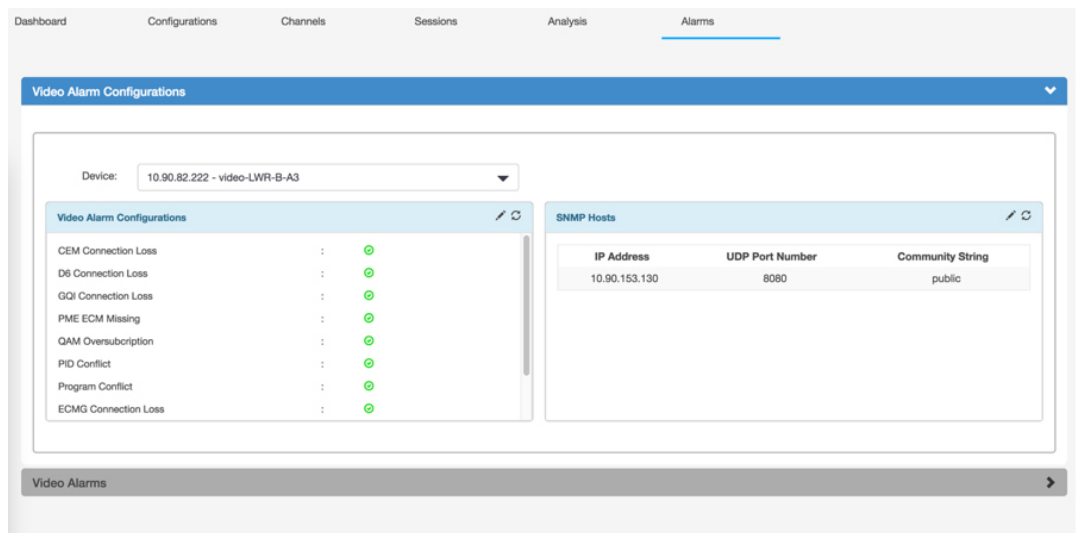 Dashboard Configurations Channels Sessions Analysis Alarms
Video Alarm Configurations
Device: 10.90.82.222 - video-LWR-B-A3
Video Alarm Configurations
CEM Connection Loss :
D6 Connection Loss :
GQI Connection Loss :
PME ECM Missing :
QAM Oversubcription :
PID Conflict :
Program Conflict :
ECMG Connection Loss :
SNMP Hosts
IP Address UDP Port Number Community String
10.90.153.130 8080 public
Video Alarms